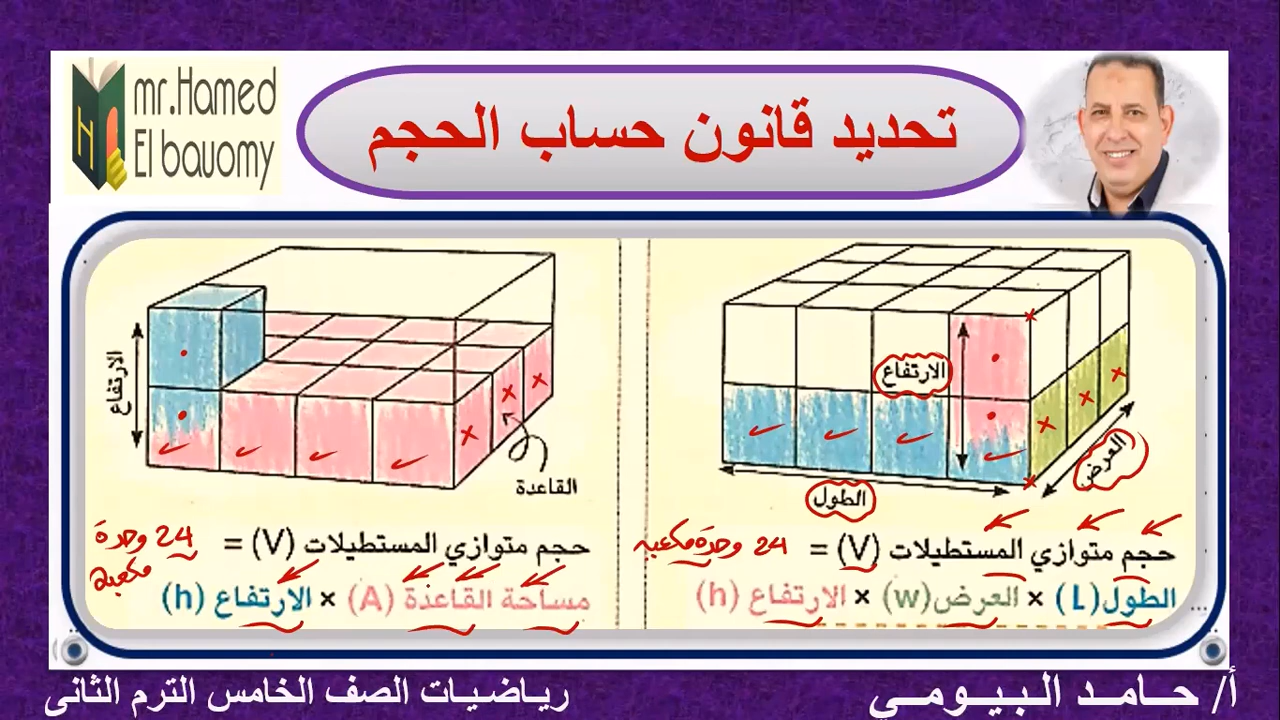 mr.Hamed
El bauomy
تحديد قانون حساب الحجم
الارتفاع
العرض
الطول
حجم متوازي المستطيلات (V) = 24 وحدة مكعبة
الطول(L) × العرض(w) × الارتفاع (h)
الارتفاع
القاعدة
حجم متوازي المستطيلات (V) = 24 وحدة
مكعبة
مساحة القاعدة (A) × الارتفاع (h)
أ/ حامد البيومي
رياضيات الصف الخامس الترم الثانى